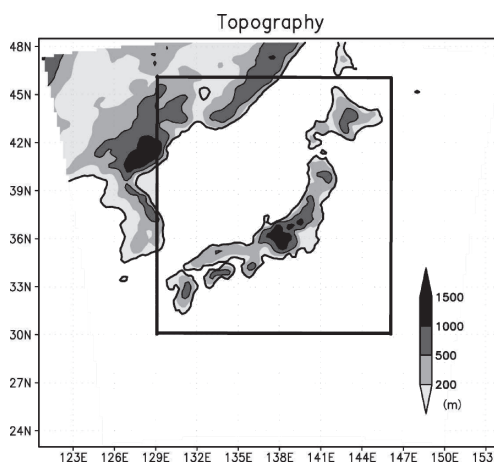 Topography
48N
45N
42N
39N
36N
33N
30N
27N
24N
123E 126E 129E 132E 135E 138E 141E 144E 147E 150E 153
1500
1000
500
200
(m)